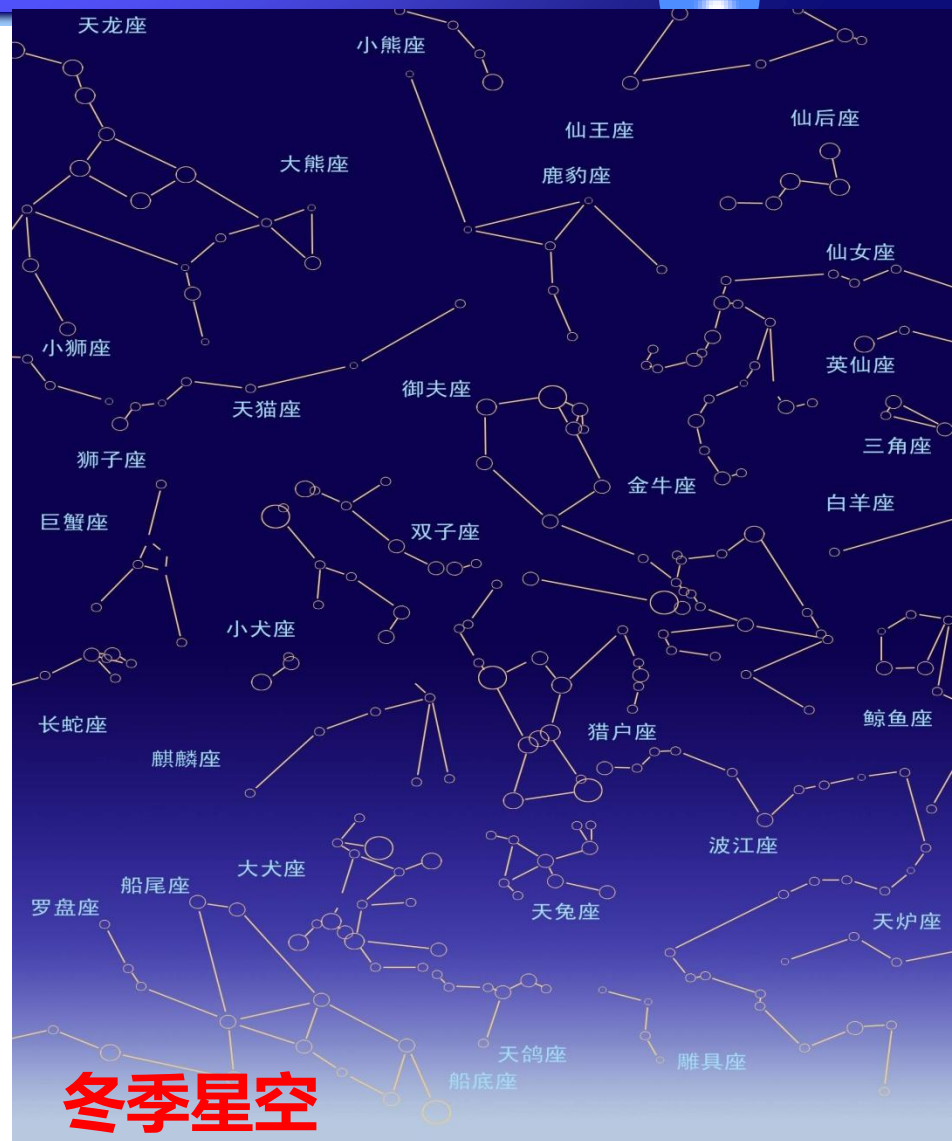 天龙座
小熊座
仙后座
仙王座
大熊座
鹿豹座
仙女座
小狮座
英仙座
御夫座
天猫座
三角座
狮子座
金牛座
白羊座
巨蟹座
双子座
小犬座
长蛇座
鲸鱼座
猎户座
麒麟座
波江座
大犬座
船尾座
罗盘座
天兔座
天炉座
天鸽座
雕具座
船底座
冬季星空